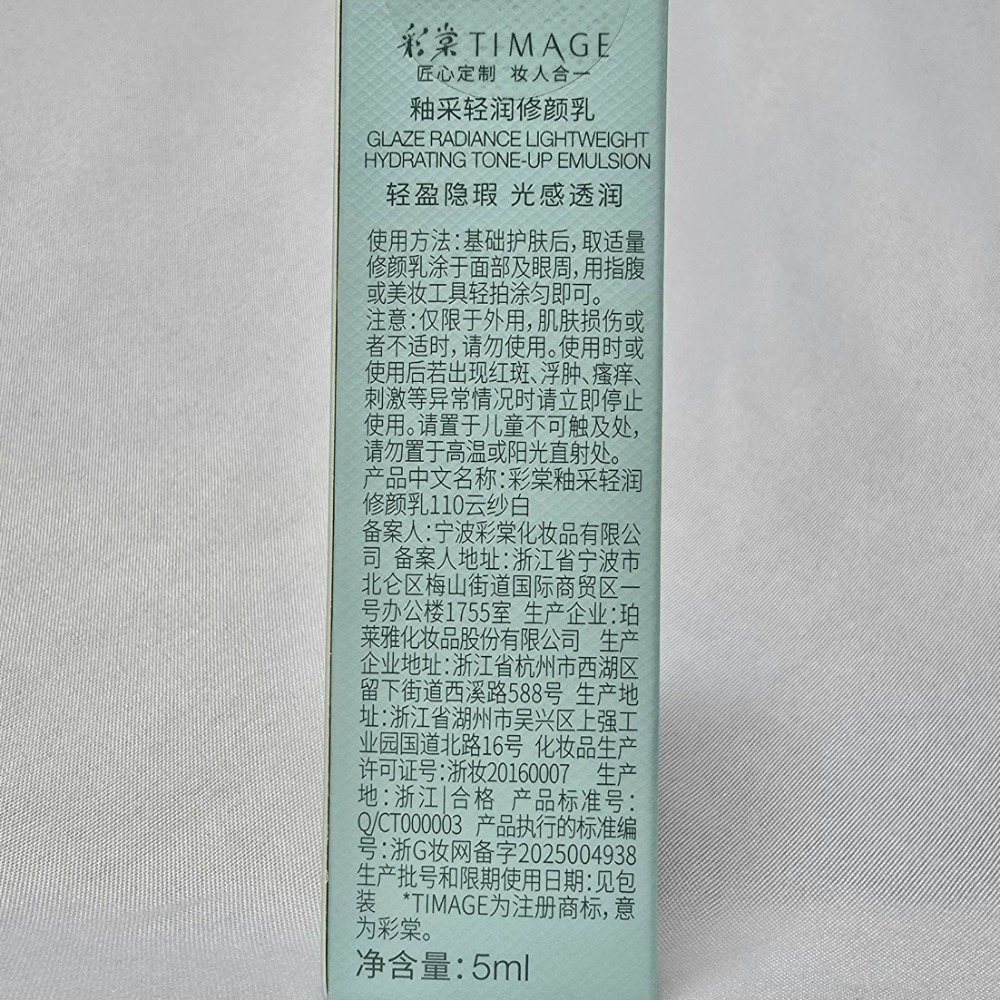 彩棠TIMAGE
匠心定制 妆人合一
釉采轻润修颜乳
GLAZE RADIANCE LIGHTWEIGHT
HYDRATING TONE-UP EMULSION
轻盈隐瑕 光感透润
使用方法:基础护肤后,取适量
修颜乳涂于面部及眼周,用指腹
或美妆工具轻拍涂匀即可。
注意:仅限于外用,肌肤损伤或
者不适时,请勿使用。使用时或
使用后若出现红斑、浮肿、瘙痒、
刺激等异常情况时请立即停止
使用。请置于儿童不可触及处,
请勿置于高温或阳光直射处。
产品中文名称:彩棠釉采轻润
修颜乳110云纱白
备案人:宁波彩棠化妆品有限公
司 备案人地址:浙江省宁波市
北仑区梅山街道国际商贸区一
号办公楼1755室 生产企业:珀
莱雅化妆品股份有限公司 生产
企业地址:浙江省杭州市西湖区
留下街道西溪路588号 生产地
址:浙江省湖州市吴兴区上强工
业园国道北路16号 化妆品生产
许可证号:浙妆20160007 生产
地:浙江|合格 产品标准号:
Q/CT000003 产品执行的标准编
号:浙G妆网备字2025004938
生产批号和限期使用日期:见包
装 *TIMAGE为注册商标,意
为彩棠。
净含量:5ml